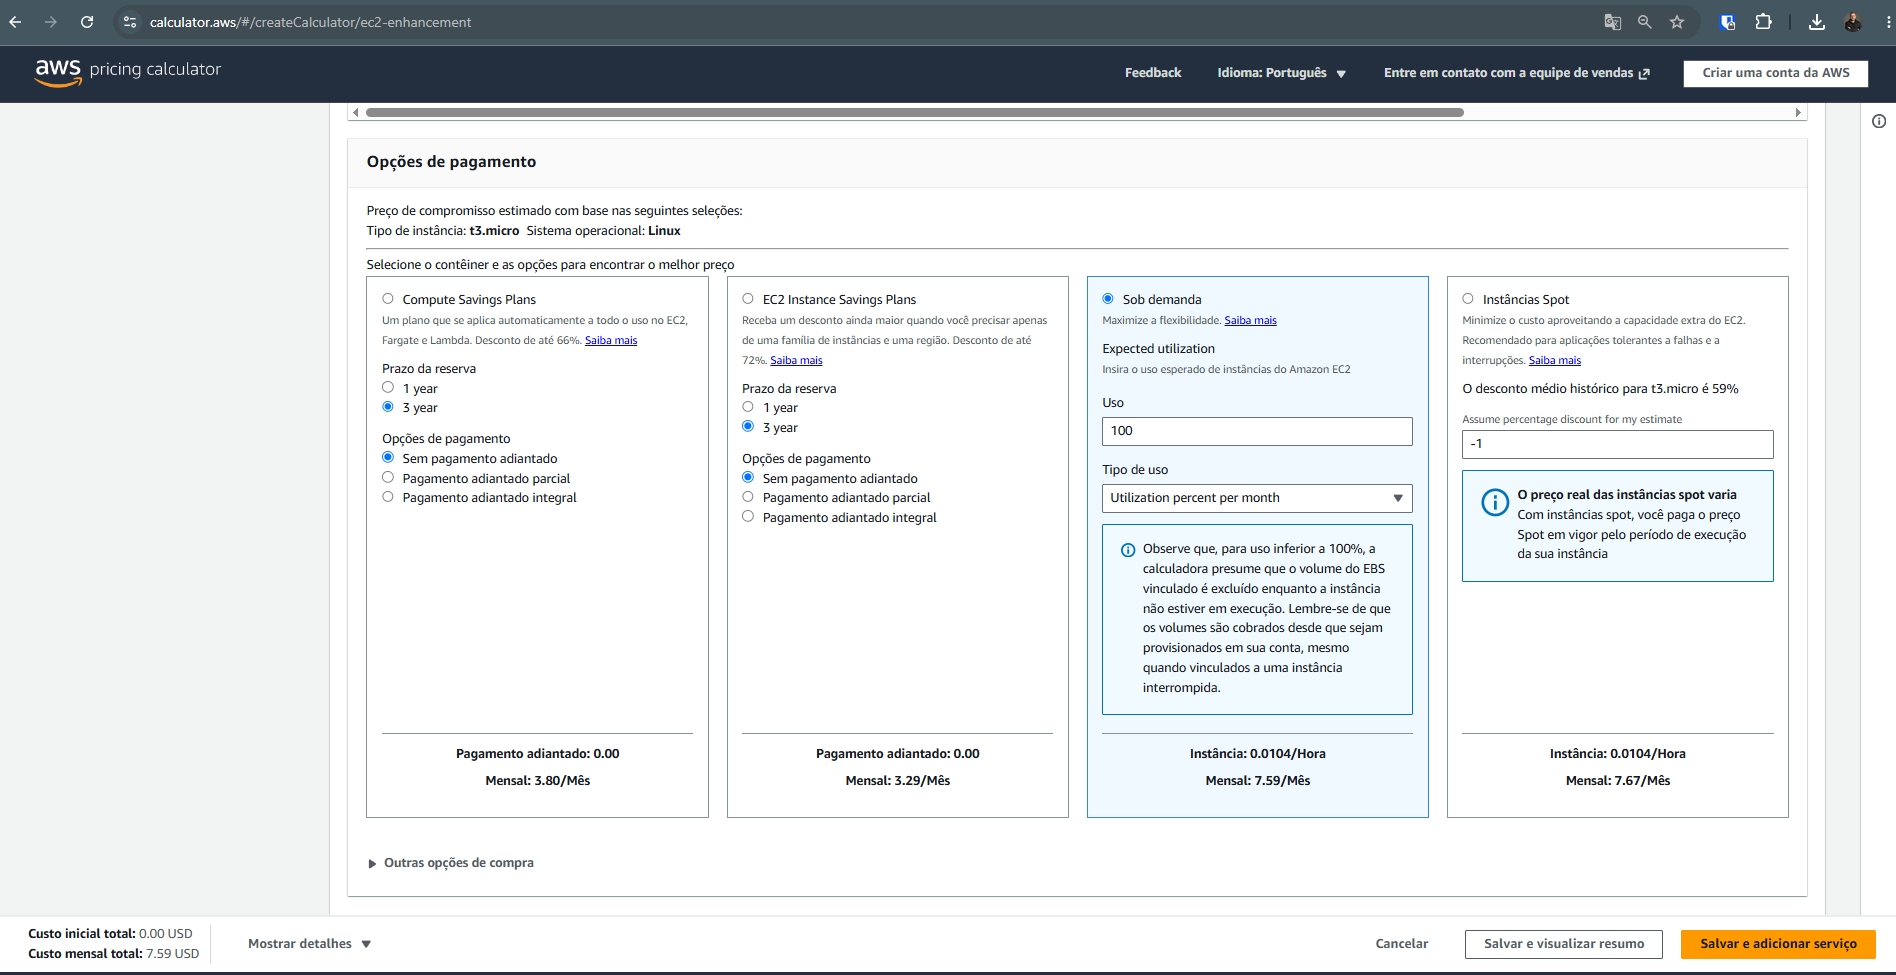 calculator.aws/#/createCalculator/ec2-enhancement
aws pricing calculator
Feedback
Idioma: Português
Entre em contato com a equipe de vendas
Criar uma conta da AWS
Opções de pagamento
Preço de compromisso estimado com base nas seguintes seleções:
Tipo de instância: t3.micro Sistema operacional: Linux
Selecione o contêiner e as opções para encontrar o melhor preço
Compute Savings Plans
Um plano que se aplica automaticamente a todo o uso no EC2,
Fargate e Lambda. Desconto de até 66%. Saiba mais
Prazo da reserva
1 year
3 year
Opções de pagamento
Sem pagamento adiantado
Pagamento adiantado parcial
Pagamento adiantado integral
Pagamento adiantado: 0.00
Mensal: 3.80/Mês
EC2 Instance Savings Plans
Receba um desconto ainda maior quando você precisar apenas
de uma família de instâncias e uma região. Desconto de até
72%. Saiba mais
Prazo da reserva
1 year
3 year
Opções de pagamento
Sem pagamento adiantado
Pagamento adiantado parcial
Pagamento adiantado integral
Pagamento adiantado: 0.00
Mensal: 3.29/Mês
Sob demanda
Maximize a flexibilidade. Saiba mais
Expected utilization
Insira o uso esperado de instâncias do Amazon EC2
Uso
100
Tipo de uso
Utilization percent per month
Observe que, para uso inferior a 100%, a
calculadora presume que o volume do EBS
vinculado é excluído enquanto a instância
não estiver em execução. Lembre-se de que
os volumes são cobrados desde que sejam
provisionados em sua conta, mesmo
quando vinculados a uma instância
interrompida.
Instância: 0.0104/Hora
Mensal: 7.59/Mês
Instâncias Spot
Minimize o custo aproveitando a capacidade extra do EC2.
Recomendado para aplicações tolerantes a falhas e a
interrupções. Saiba mais
O desconto médio histórico para t3.micro é 59%
Assume percentage discount for my estimate
-1
O preço real das instâncias spot varia
Com instâncias spot, você paga o preço
Spot em vigor pelo período de execução
da sua instância
Instância: 0.0104/Hora
Mensal: 7.67/Mês
Outras opções de compra
Custo inicial total: 0.00 USD
Custo mensal total: 7.59 USD
Mostrar detalhes
Cancelar
Salvar e visualizar resumo
Salvar e adicionar serviço